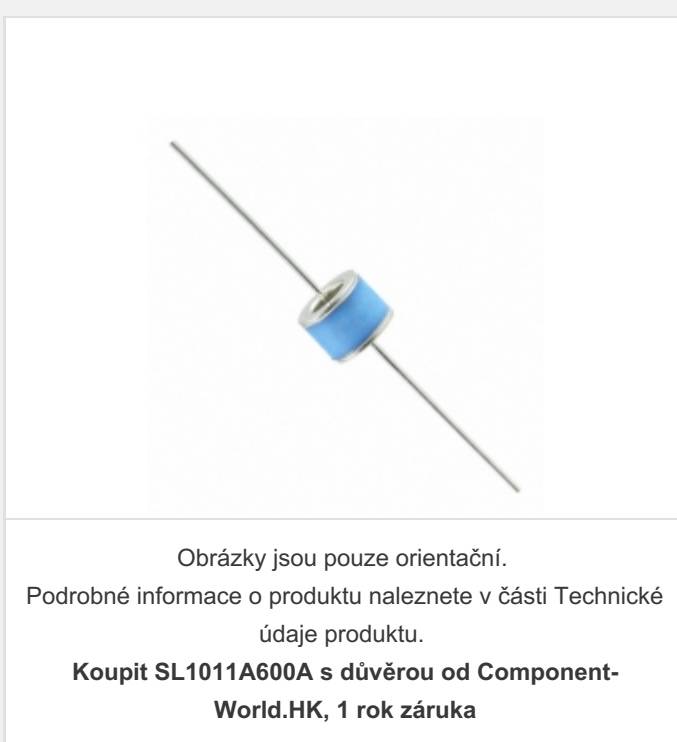 Obrázky jsou pouze orientační.
Podrobné informace o produktu naleznete v části Technické
údaje produktu.
Koupit SL1011A600A s důvěrou od Component-
World.HK, 1 rok záruka